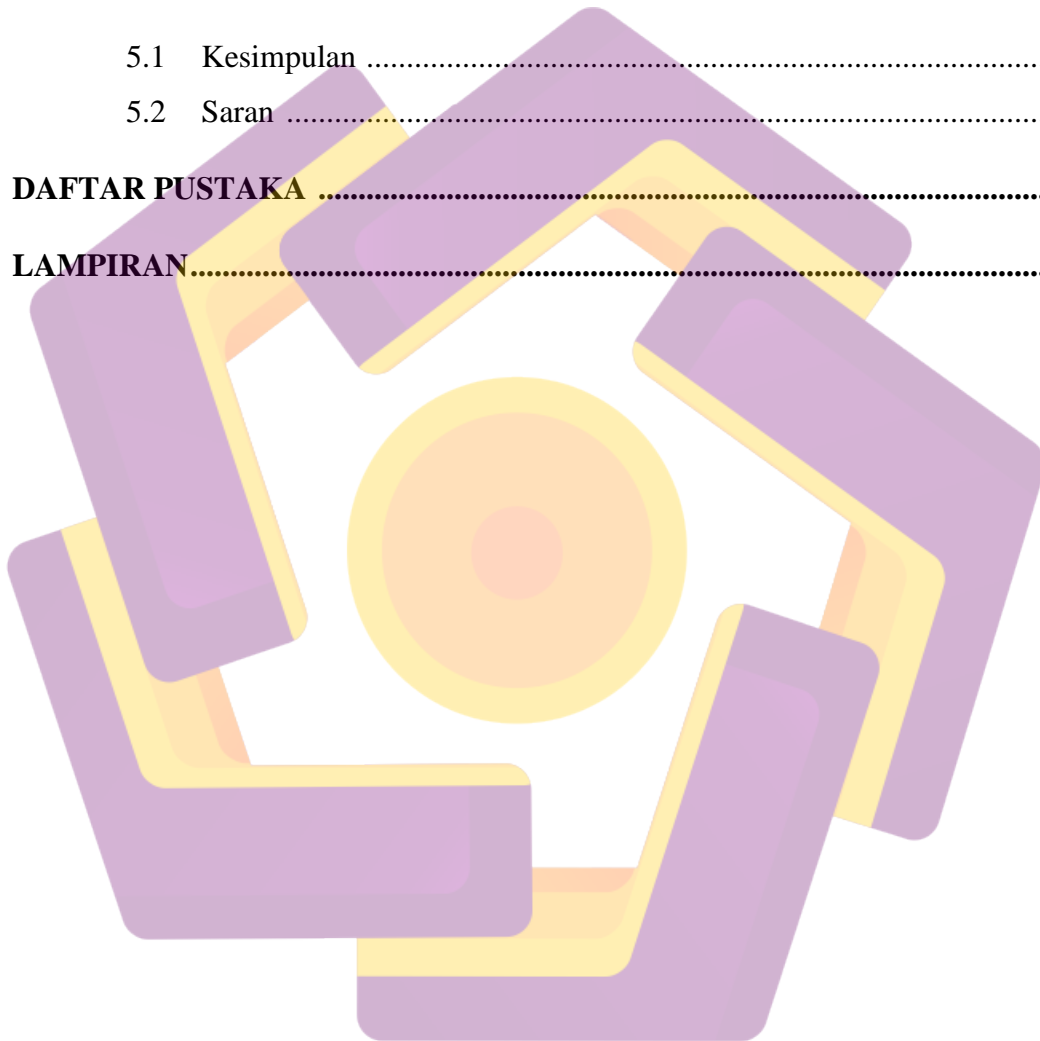 5.1 Kesimpulan ........................................................................................
5.2 Saran ..................................................................................................
DAFTAR PUSTAKA ..............................................................................................
LAMPIRAN.................................................................................................................